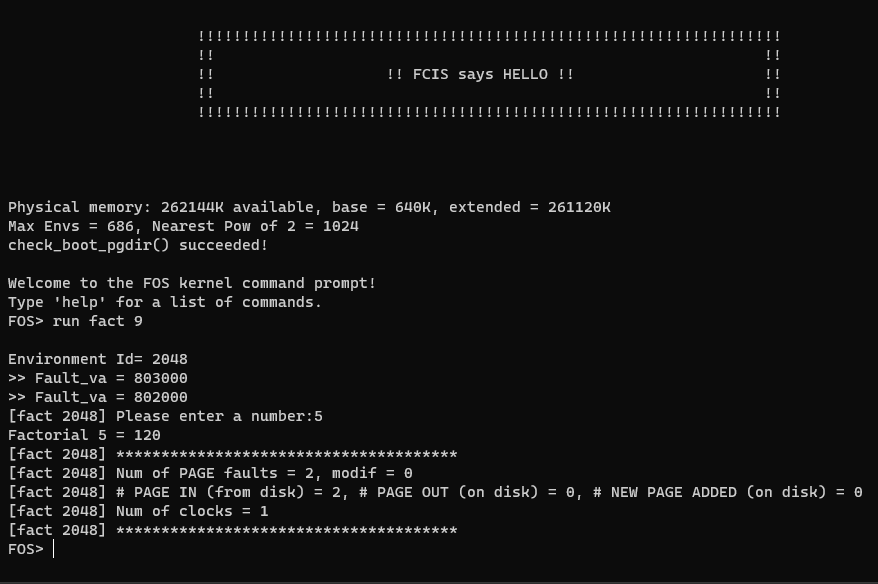 !!!!!!!!!!!!!!!!!!!!!!!!!!!!!!!!!!!!!!!!!!!!!!!!!!!!!!!!!!!!!!!!!
!! !!
!! !! FCIS says HELLO !! !!
!! !!
!!!!!!!!!!!!!!!!!!!!!!!!!!!!!!!!!!!!!!!!!!!!!!!!!!!!!!!!!!!!!!!!!
Physical memory: 262144K available, base = 640K, extended = 261120K
Max Envs = 686, Nearest Pow of 2 = 1024
check_boot_pgdir() succeeded!
Welcome to the FOS kernel command prompt!
Type 'help' for a list of commands.
FOS> run fact 9
Environment Id= 2048
>> Fault_va = 803000
>> Fault_va = 802000
[fact 2048] Please enter a number:5
Factorial 5 = 120
[fact 2048] **************************************
[fact 2048] Num of PAGE faults = 2, modif = 0
[fact 2048] # PAGE IN (from disk) = 2, # PAGE OUT (on disk) = 0, # NEW PAGE ADDED (on disk) = 0
[fact 2048] Num of clocks = 1
[fact 2048] **************************************
FOS>